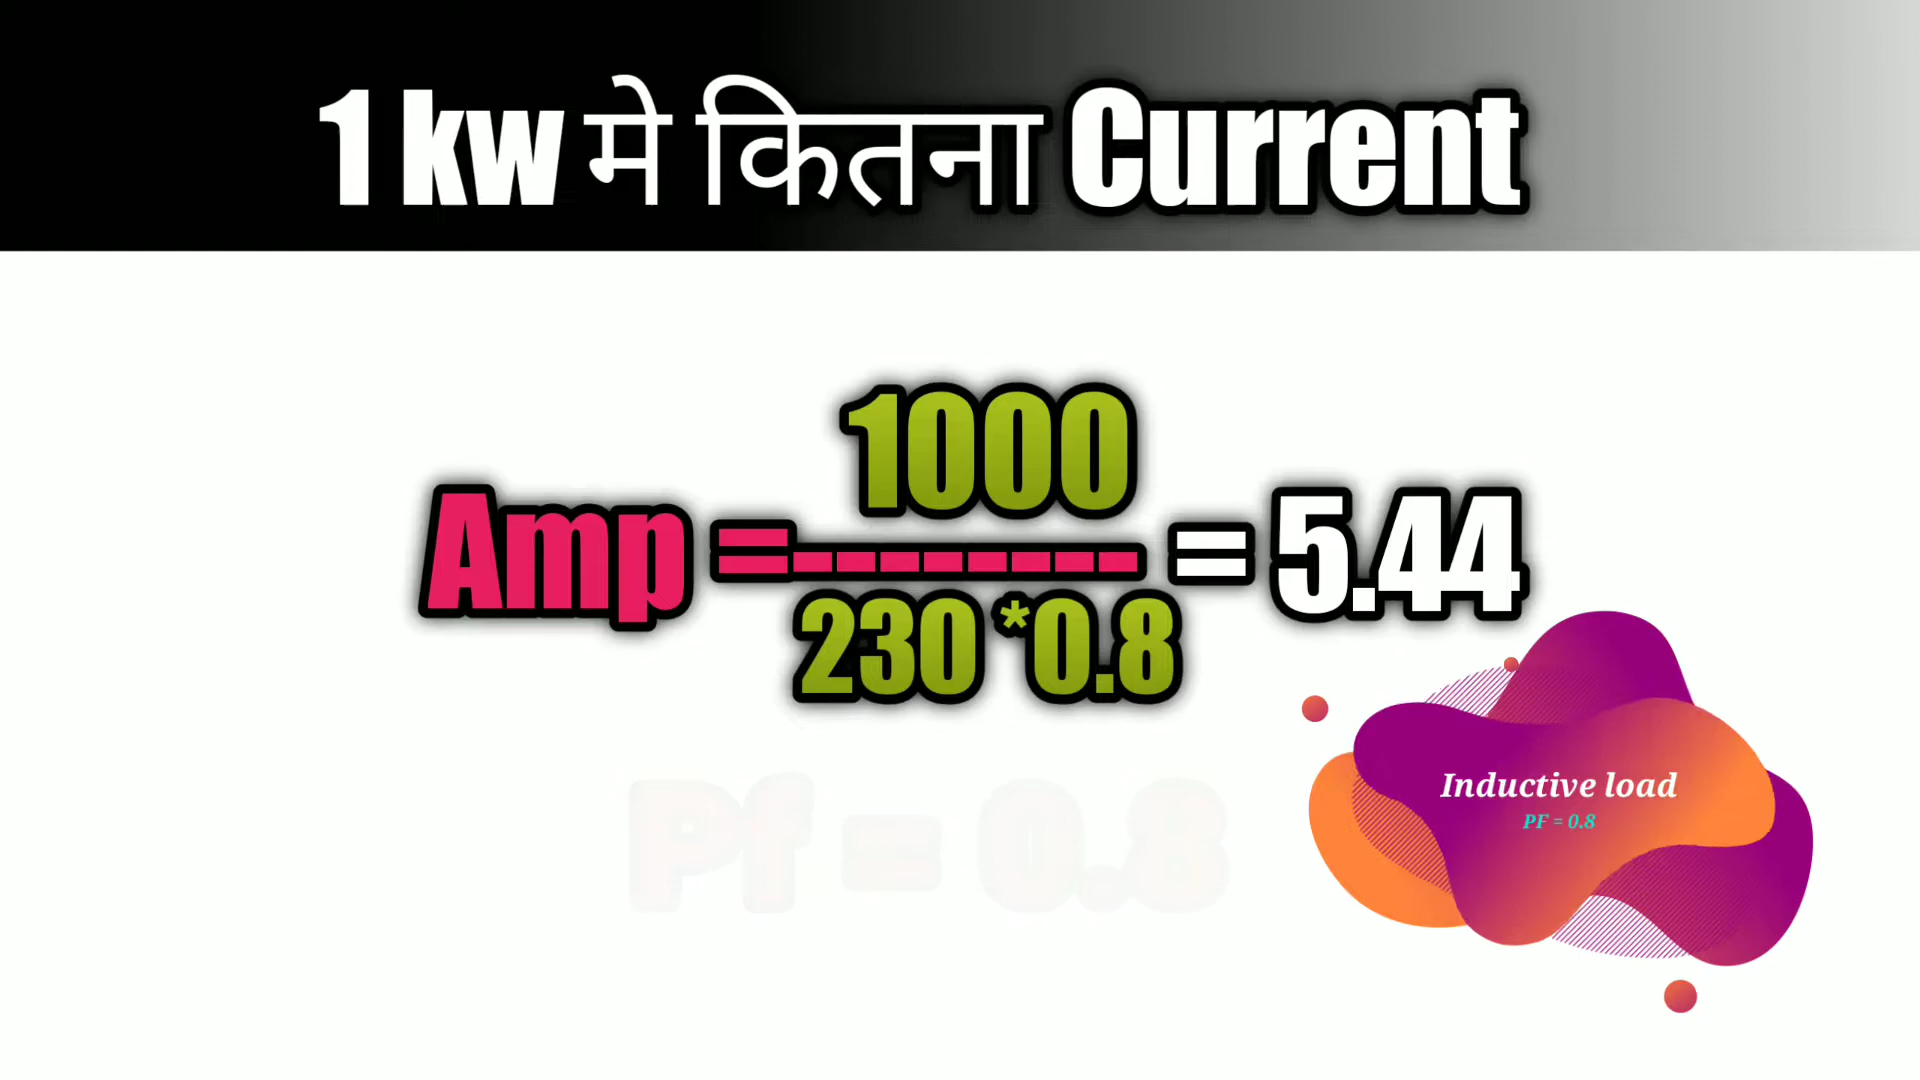 1 kw मे कितना Current
1000
Amp =-------- = 5.44
230 *0.8
Pf = 0.8
Inductive load
PF = 0.8